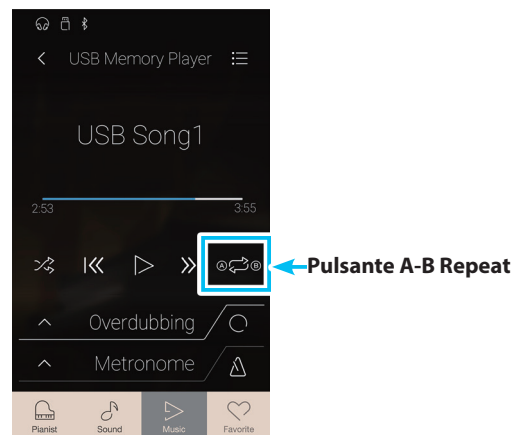 USB Memory Player
USB Song1
2:53 3:55
A B
Pulsante A-B Repeat
Overdubbing
Metronome
Pianist Sound Music Favorite